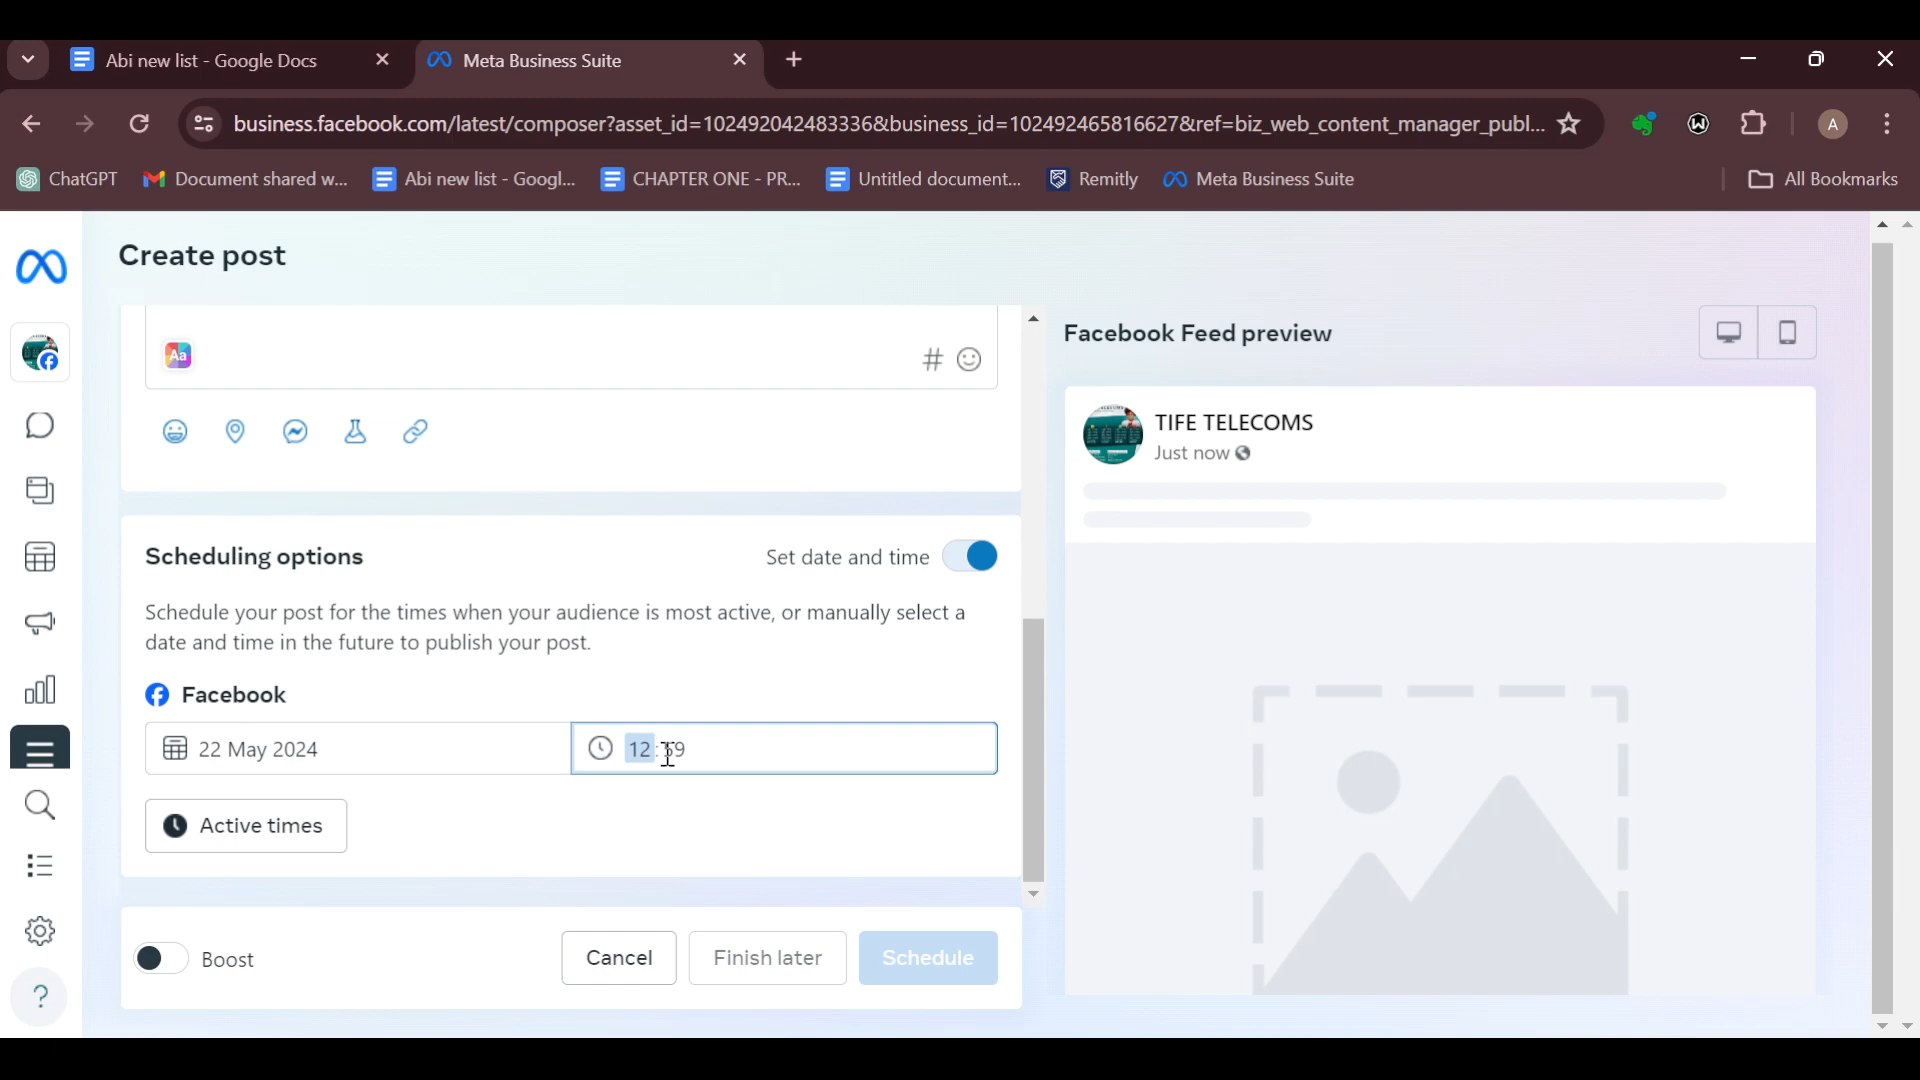 Abi new list - Google Docs
Meta Business Suite
business.facebook.com/latest/composer?asset_id=102492042483336&business_id=102492465816627&ref=biz_web_content_manager_publ...
A
ChatGPT
Document shared w...
Abi new list - Googl...
CHAPTER ONE - PR...
Untitled document...
Remitly
Meta Business Suite
All Bookmarks
Create post
Aa
#
Facebook Feed preview
TIFE TELECOMS
Just now
Scheduling options
Set date and time
Schedule your post for the times when your audience is most active, or manually select a
date and time in the future to publish your post.
Facebook
22 May 2024
12:59
Active times
Boost
Cancel
Finish later
Schedule
?